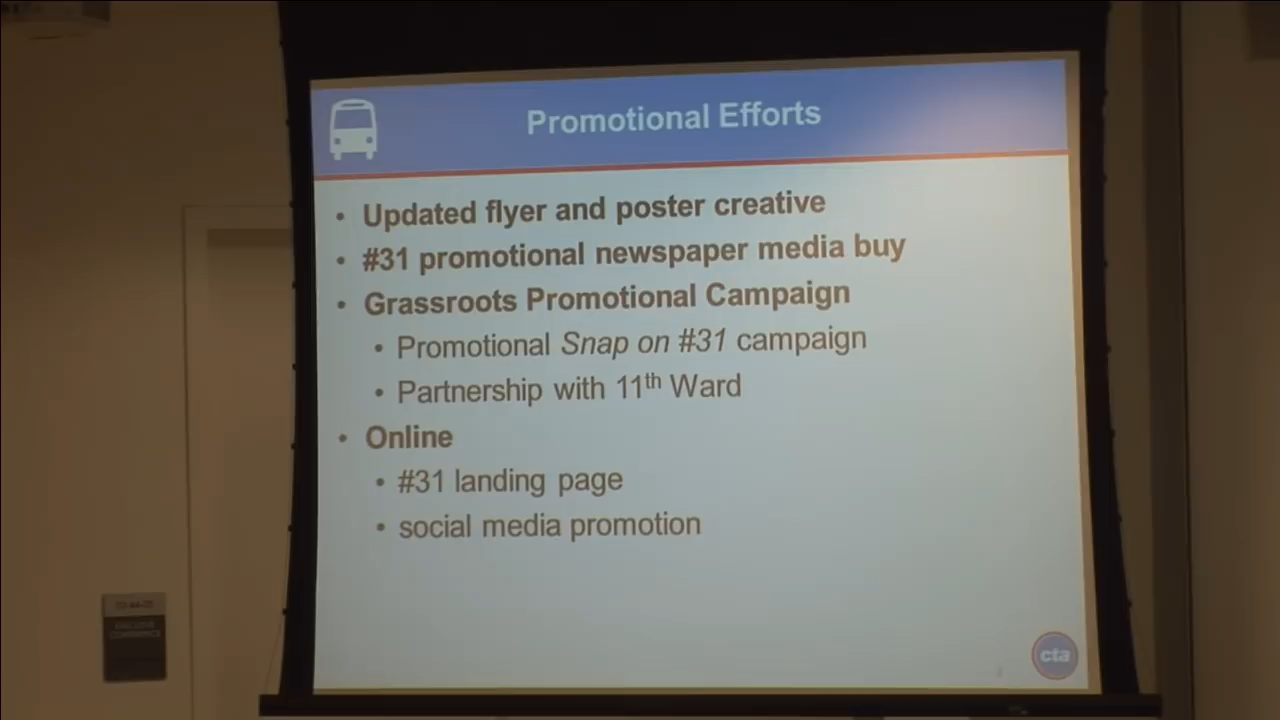 Promotional Efforts
• Updated flyer and poster creative
• #31 promotional newspaper media buy
• Grassroots Promotional Campaign
• Promotional Snap on #31 campaign
• Partnership with 11th Ward
• Online
• #31 landing page
• social media promotion
cta